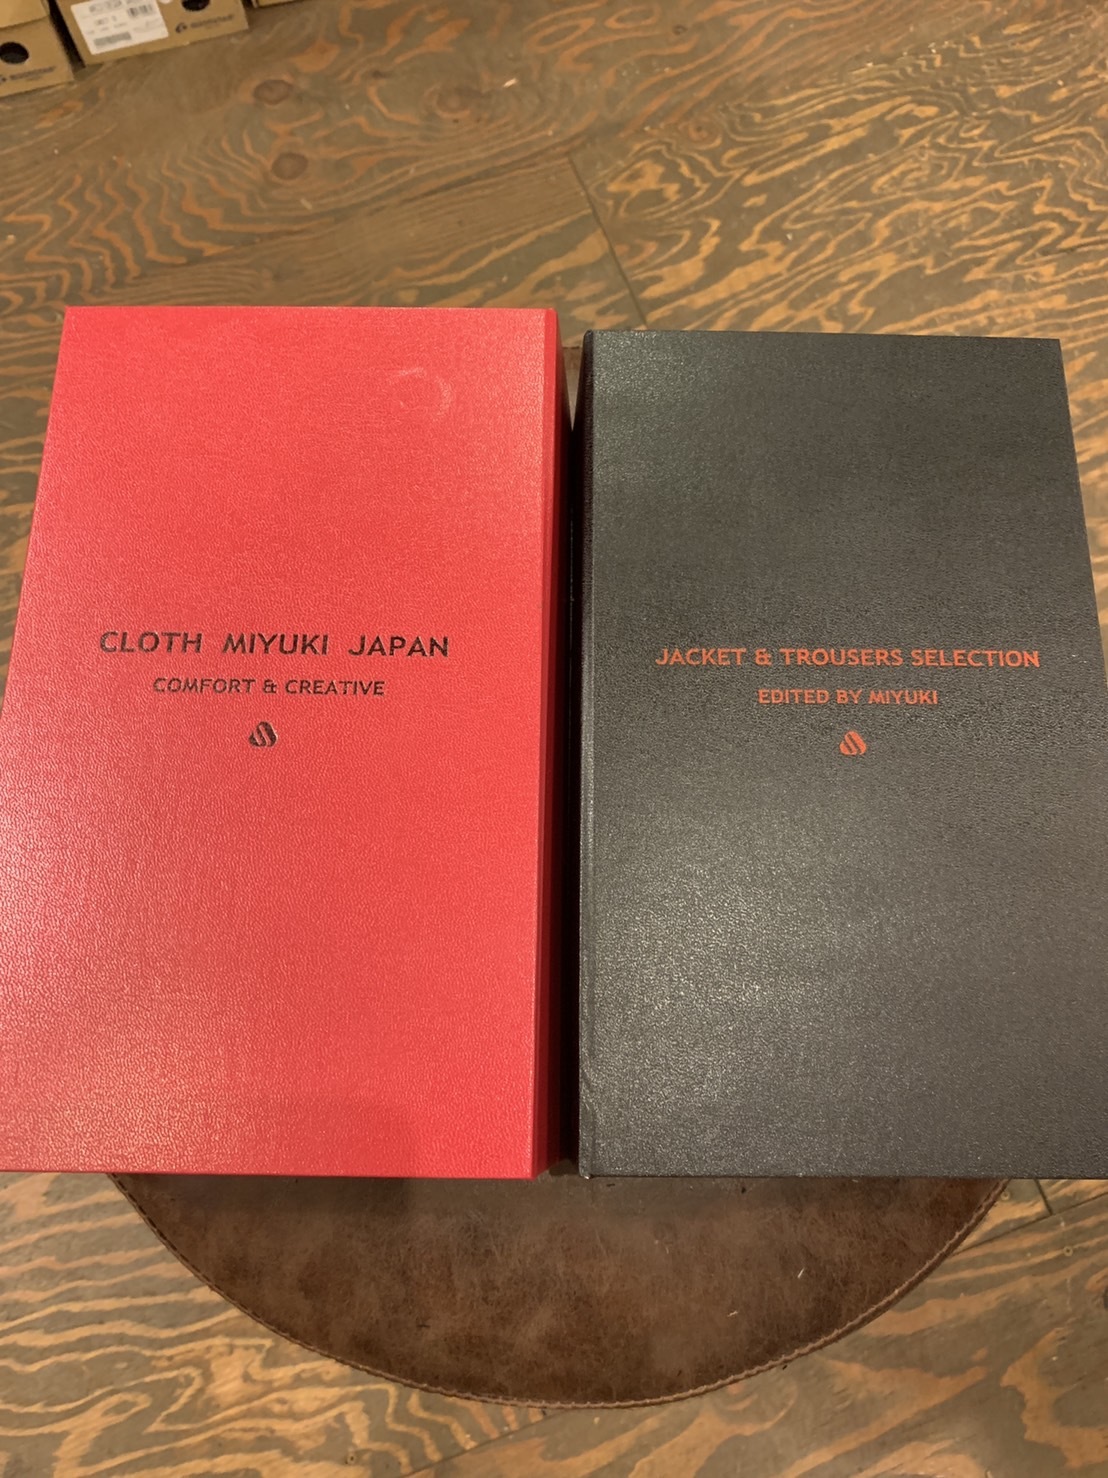 CLOTH MIYUKI JAPAN
COMFORT & CREATIVE
JACKET & TROUSERS SELECTION
EDITED BY MIYUKI